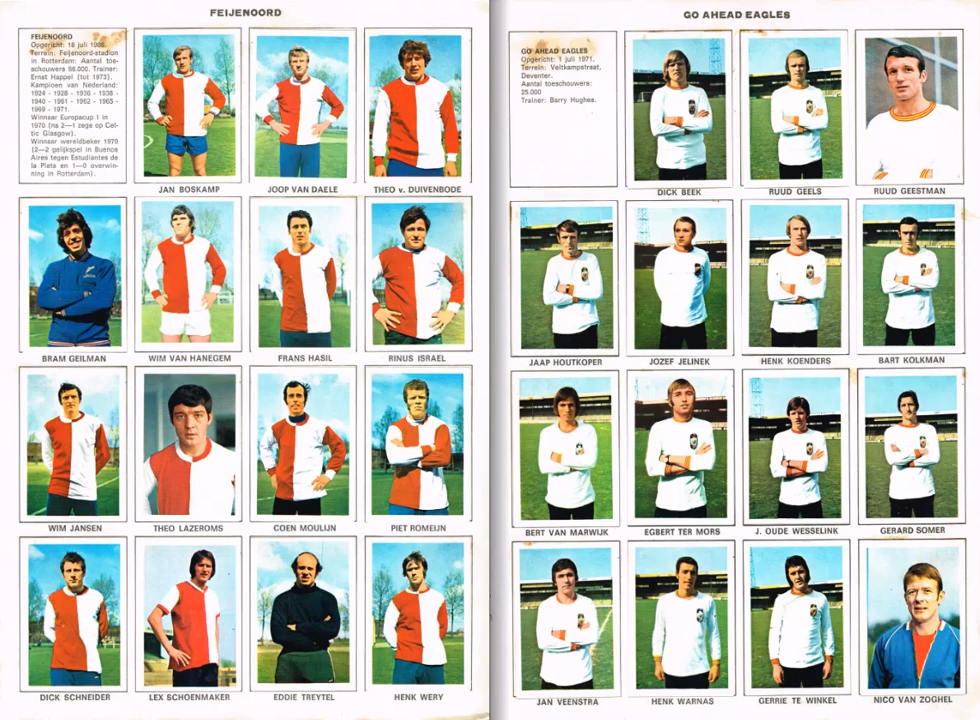 FEIJENOORD
FEIJENOORD
Opgericht: 18 juli 1908.
Terrein: Feijenoord-stadion
in Rotterdam: Aantal toe-
schouwers 66.000. Trainer:
Ernst Happel (tot 1973).
Kampioen van Nederland:
1924 - 1928 - 1936 - 1938 -
1940 - 1961 - 1962 - 1965 -
1969 - 1971.
Winnaar Europacup I in
1970 (na 2—1 zege op Cel-
tic Glasgow).
Winnaar wereldbeker 1970
(2—2 gelijkspel in Buenos
Aires tegen Estudiantes de
la Plata en 1—0 overwin-
ning in Rotterdam).
JAN BOSKAMP
JOOP VAN DAELE
THEO v. DUIVENBODE
BRAM GEILMAN
WIM VAN HANEGEM
FRANS HASIL
RINUS ISRAEL
WIM JANSEN
THEO LAZEROMS
COEN MOULIJN
PIET ROMEIJN
DICK SCHNEIDER
LEX SCHOENMAKER
EDDIE TREYTEL
HENK WERY
GO AHEAD EAGLES
GO AHEAD EAGLES
Opgericht: 1 juli 1971.
Terrein: Vetkampstraat,
Deventer.
Aantal toeschouwers:
25.000
Trainer: Barry Hughes.
DICK BEEK
RUUD GEELS
RUUD GEESTMAN
JAAP HOUTKOPER
JOZEF JELINEK
HENK KOENDERS
BART KOLKMAN
BERT VAN MARWIJK
EGBERT TER MORS
J. OUDE WESSELINK
GERARD SOMER
JAN VEENSTRA
HENK WARNAS
GERRIE TE WINKEL
NICO VAN ZOGHEL